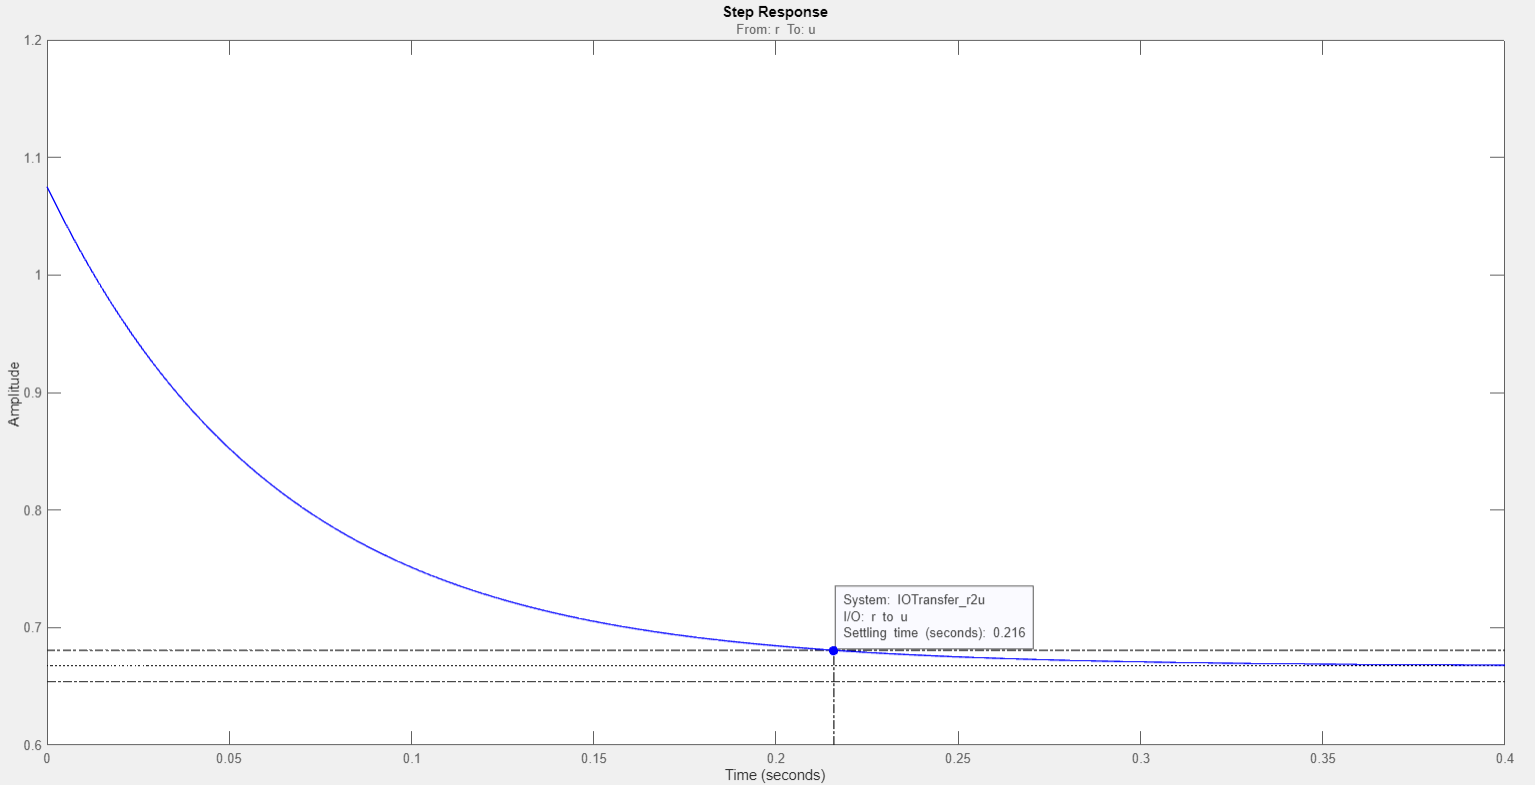 Step Response
From: r To: u
1.2
1.1
1
0.9
0.8
0.7
0.6
Amplitude
System: IOTransfer_r2u
I/O: r to u
Settling time (seconds): 0.216
0 0.05 0.1 0.15 0.2 0.25 0.3 0.35 0.4
Time (seconds)